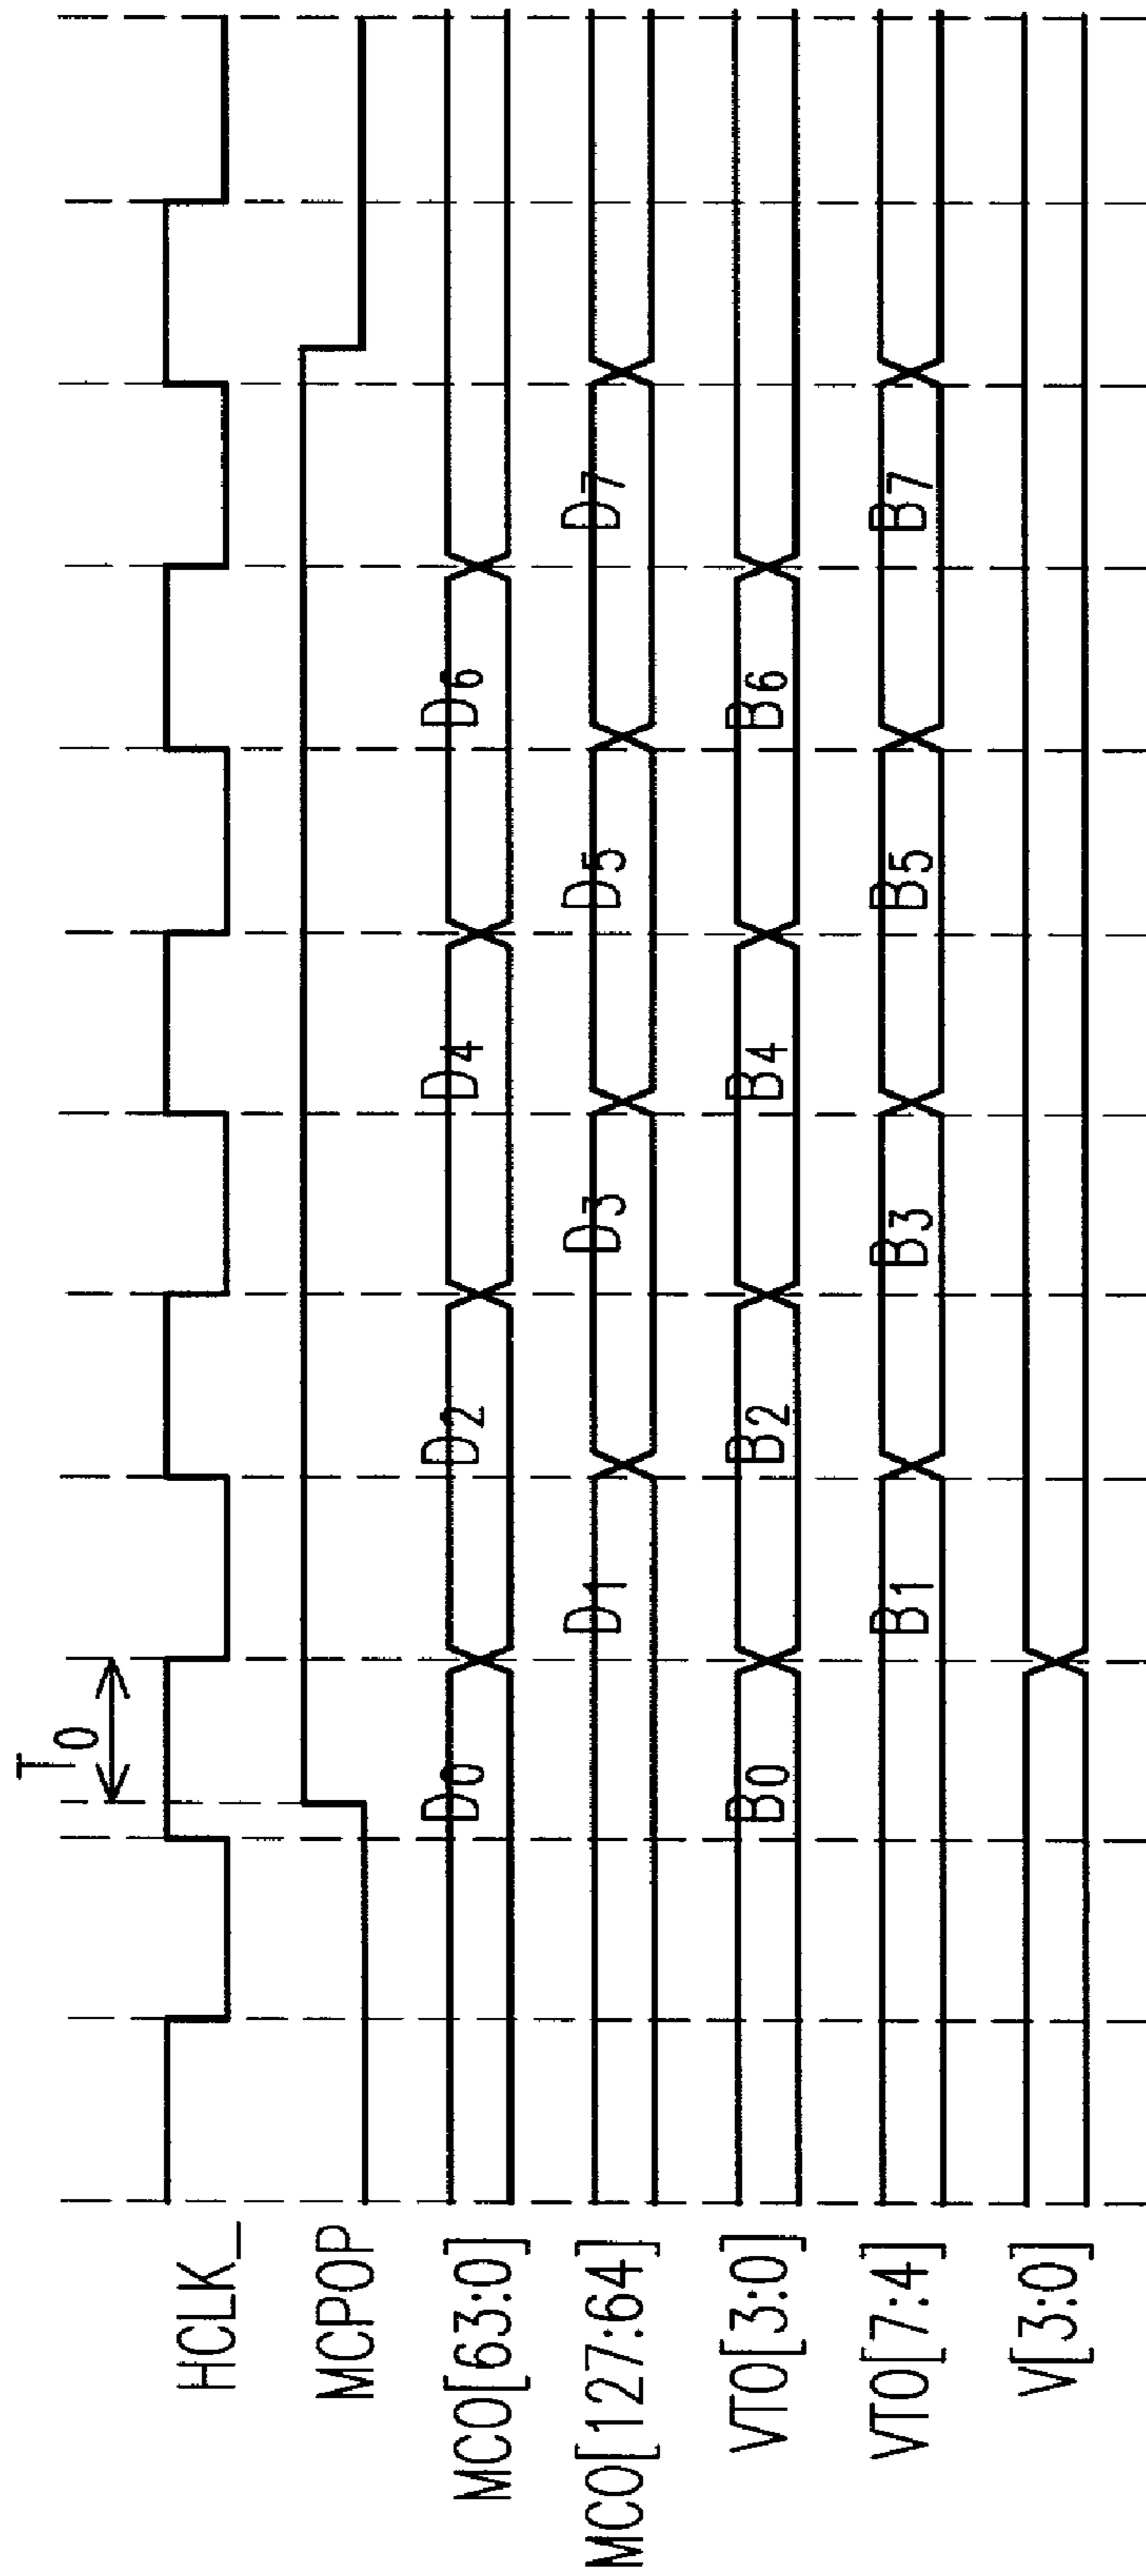 T0
HCLK_
MCPOP
MCO[63:0] D0 D2 D4 D6
MCO[127:64] D1 D3 D5 D7
VTO[3:0] B0 B2 B4 B6
VTO[7:4] B1 B3 B5 B7
V[3:0]